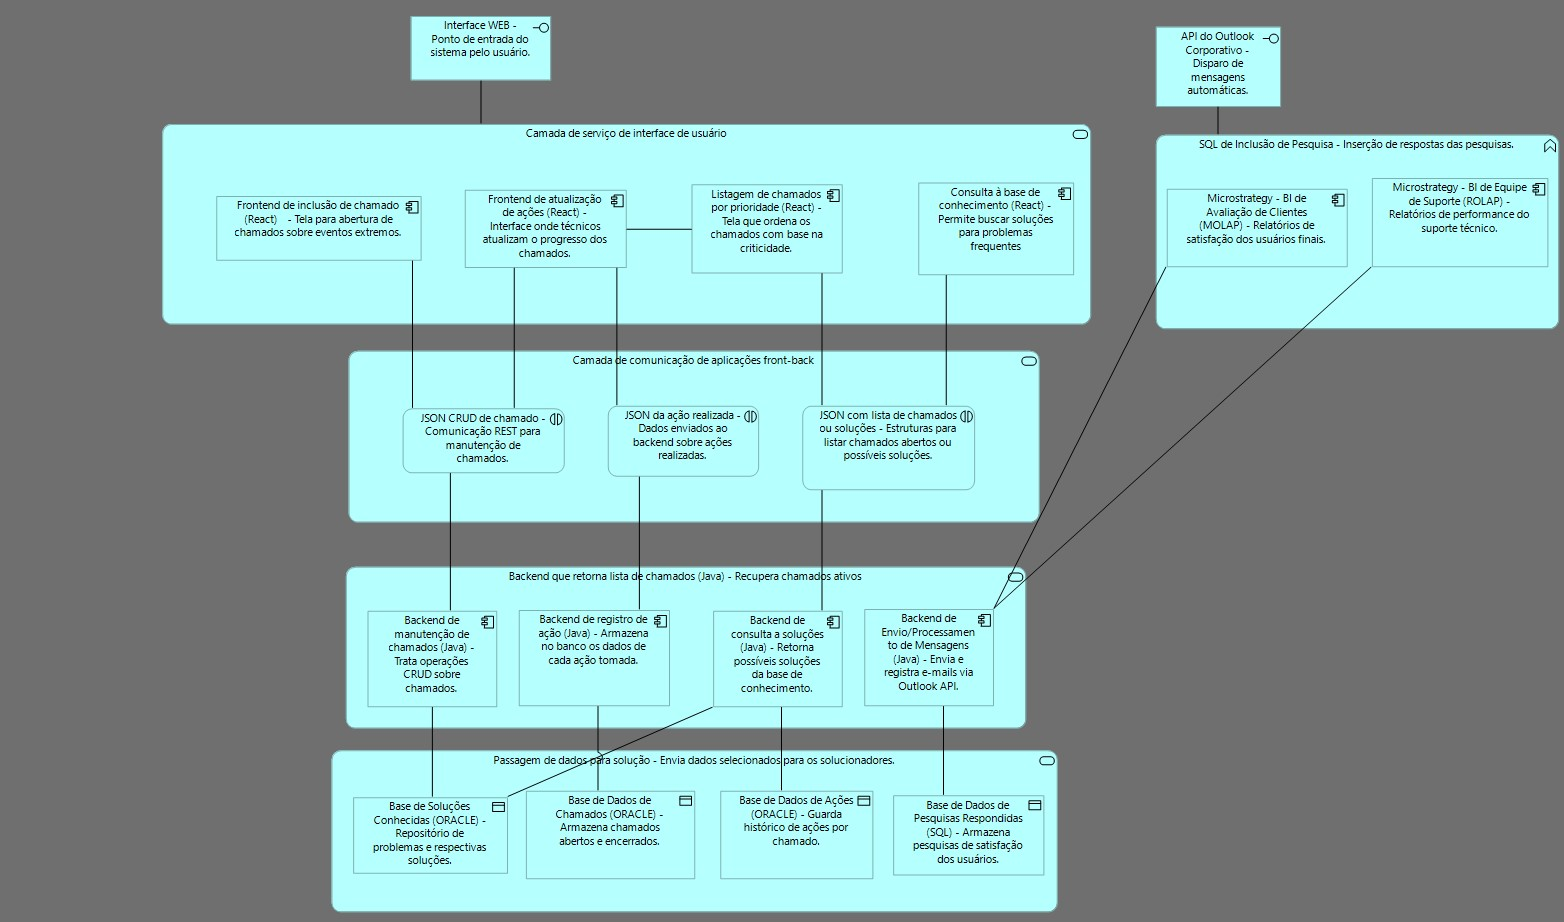 Interface WEB -
Ponto de entrada do
sistema pelo usuário.
API do Outlook
Corporativo -
Disparo de
mensagens
automáticas.
Camada de serviço de interface de usuário
Frontend de inclusão de chamado
(React) - Tela para abertura de
chamados sobre eventos extremos.
Frontend de atualização
de ações (React) -
Interface onde técnicos
atualizam o progresso dos
chamados.
Listagem de chamados
por prioridade (React) -
Tela que ordena os
chamados com base na
criticidade.
Consulta à base de
conhecimento (React) -
Permite buscar soluções
para problemas
frequentes
SQL de Inclusão de Pesquisa - Inserção de respostas das pesquisas.
Microstrategy - BI de
Avaliação de Clientes
(MOLAP) - Relatórios de
satisfação dos usuários finais.
Microstrategy - BI de Equipe
de Suporte (ROLAP) -
Relatórios de performance do
suporte técnico.
Camada de comunicação de aplicações front-back
JSON CRUD de chamado -
Comunicação REST para
manutenção de
chamados.
JSON da ação realizada -
Dados enviados ao
backend sobre ações
realizadas.
JSON com lista de chamados
ou soluções - Estruturas para
listar chamados abertos ou
possíveis soluções.
Backend que retorna lista de chamados (Java) - Recupera chamados ativos
Backend de
manutenção de
chamados (Java) -
Trata operações
CRUD sobre
chamados.
Backend de registro de
ação (Java) - Armazena
no banco os dados de
cada ação tomada.
Backend de
consulta a soluções
(Java) - Retorna
possíveis soluções
da base de
conhecimento.
Backend de
Envio/Processamen
to de Mensagens
(Java) - Envia e
registra e-mails via
Outlook API.
Passagem de dados para solução - Envia dados selecionados para os solucionadores.
Base de Soluções
Conhecidas (ORACLE) -
Repositório de
problemas e respectivas
soluções.
Base de Dados de
Chamados (ORACLE) -
Armazena chamados
abertos e encerrados.
Base de Dados de Ações
(ORACLE) - Guarda
histórico de ações por
chamado.
Base de Dados de
Pesquisas Respondidas
(SQL) - Armazena
pesquisas de satisfação
dos usuários.